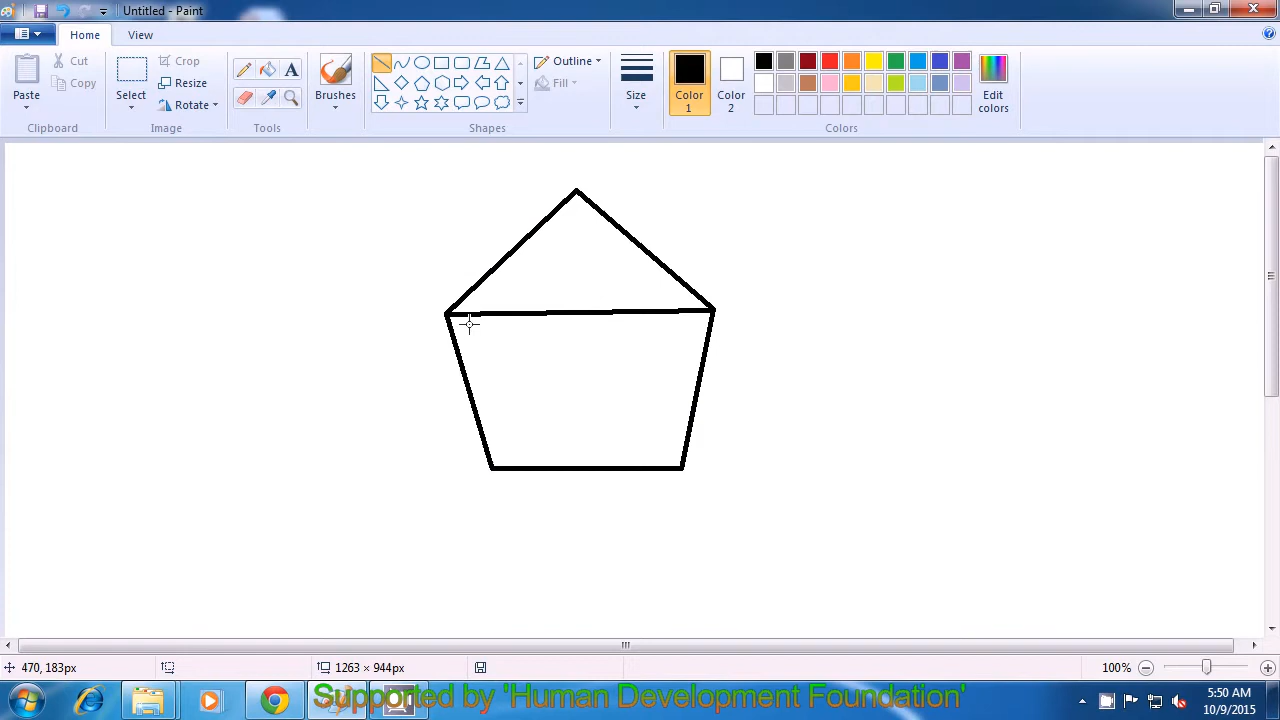 Untitled - Paint
Home View
Paste
Cut
Copy
Clipboard
Select
Crop
Resize
Rotate
Image
A
Tools
Brushes
Outline
Fill
Shapes
Size
Color 1
Color 2
Edit colors
Colors
470, 183px
1263 × 944px
100%
Supported by 'Human Development Foundation'
5:50 AM
10/9/2015